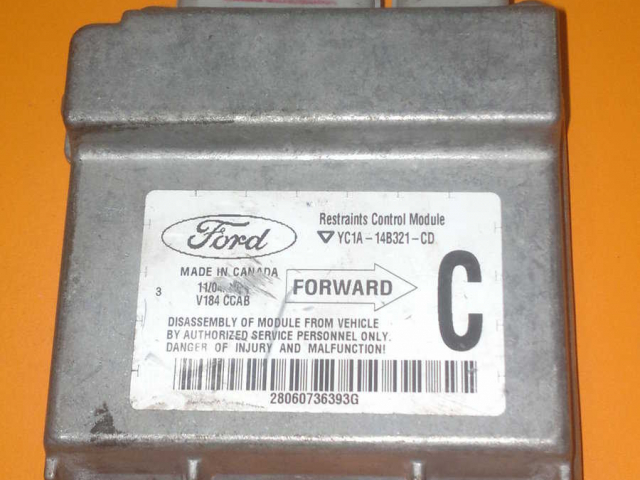 Ford
Restraints Control Module
YC1A-14B321-CD
C
MADE IN CANADA
FORWARD
3
V184 CCAB
DISASSEMBLY OF MODULE FROM VEHICLE
BY AUTHORIZED SERVICE PERSONNEL ONLY.
DANGER OF INJURY AND MALFUNCTION!
28060736393G